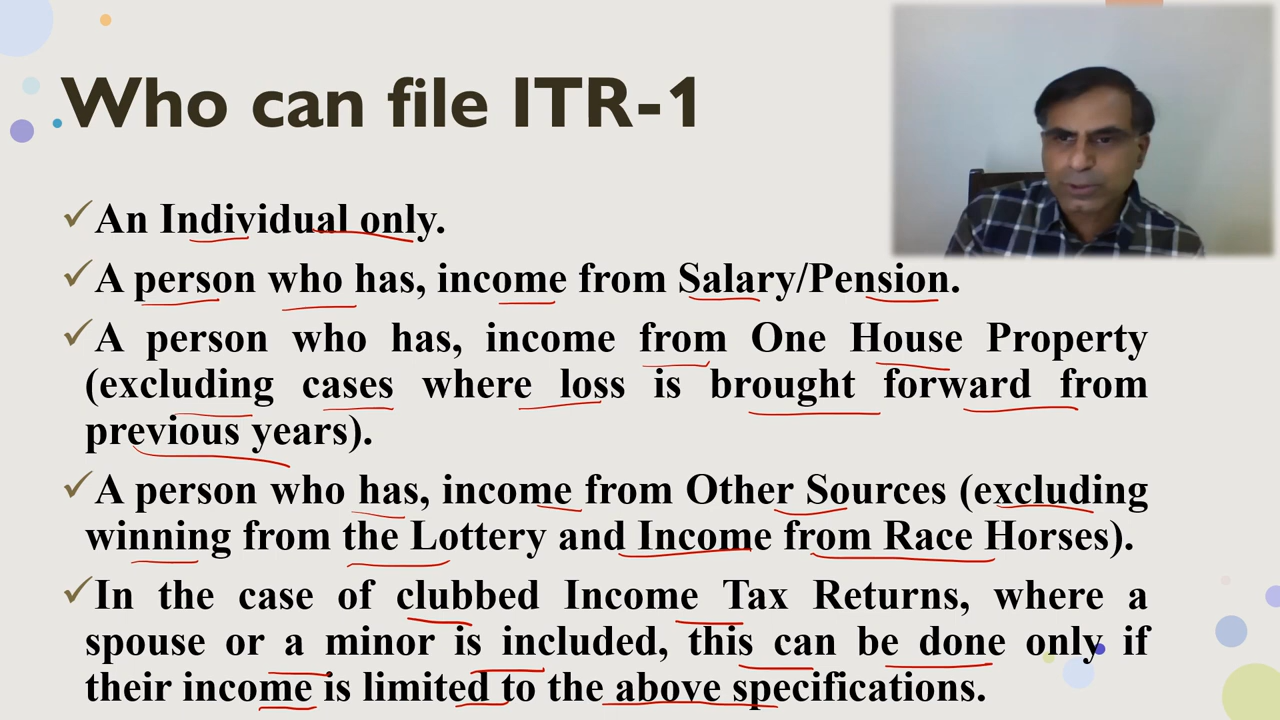 Who can file ITR-1
An Individual only.
A person who has, income from Salary/Pension.
A person who has, income from One House Property
(excluding cases where loss is brought forward from
previous years).
A person who has, income from Other Sources (excluding
winning from the Lottery and Income from Race Horses).
In the case of clubbed Income Tax Returns, where a
spouse or a minor is included, this can be done only if
their income is limited to the above specifications.